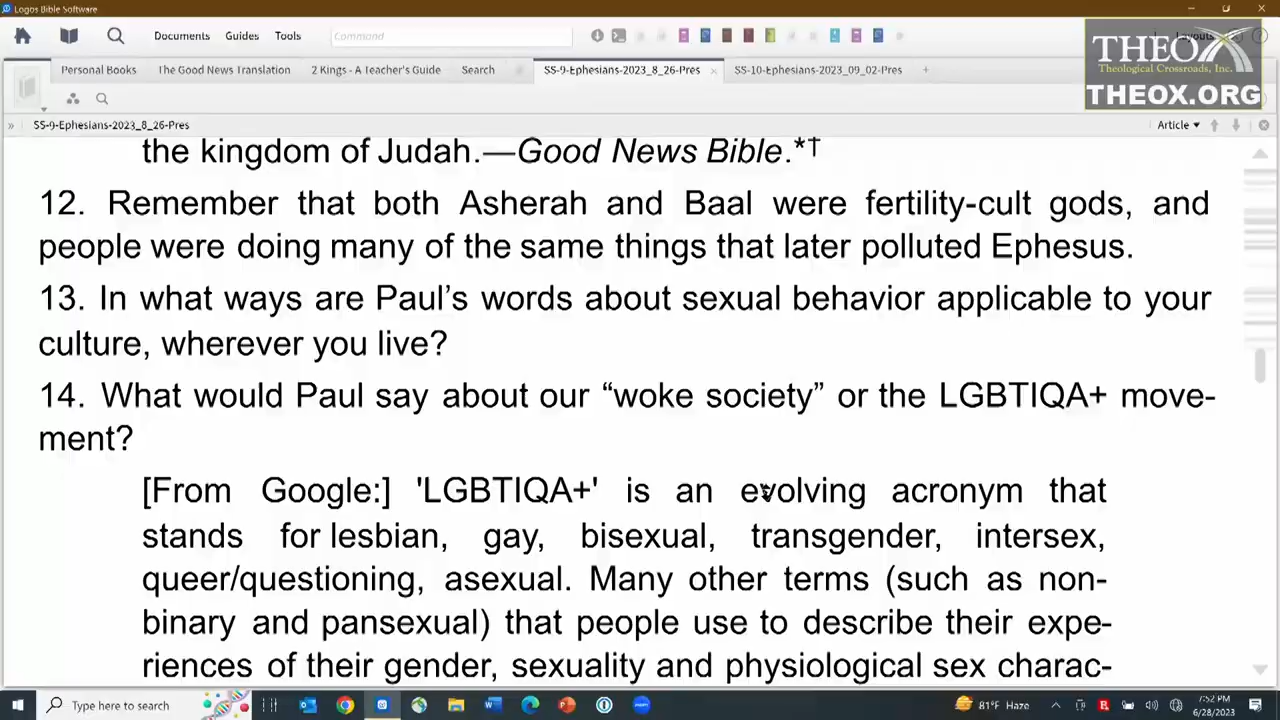 Logos Bible Software
Documents Guides Tools Command Layouts
THEOX
Theological Crossroads, Inc.
THEOX.ORG
Personal Books The Good News Translation 2 Kings - A Teacher's Guide SS-9-Ephesians-2023_8_26-Pres SS-10-Ephesians-2023_09_02-Pres
SS-9-Ephesians-2023_8_26-Pres Article
the kingdom of Judah.—Good News Bible.*†
12. Remember that both Asherah and Baal were fertility-cult gods, and
people were doing many of the same things that later polluted Ephesus.
13. In what ways are Paul's words about sexual behavior applicable to your
culture, wherever you live?
14. What would Paul say about our “woke society” or the LGBTIQA+ move-
ment?
[From Google:] 'LGBTIQA+' is an evolving acronym that
stands for lesbian, gay, bisexual, transgender, intersex,
queer/questioning, asexual. Many other terms (such as non-
binary and pansexual) that people use to describe their expe-
riences of their gender, sexuality and physiological sex charac-
Type here to search 81°F Haze 7:52 PM
6/28/2023